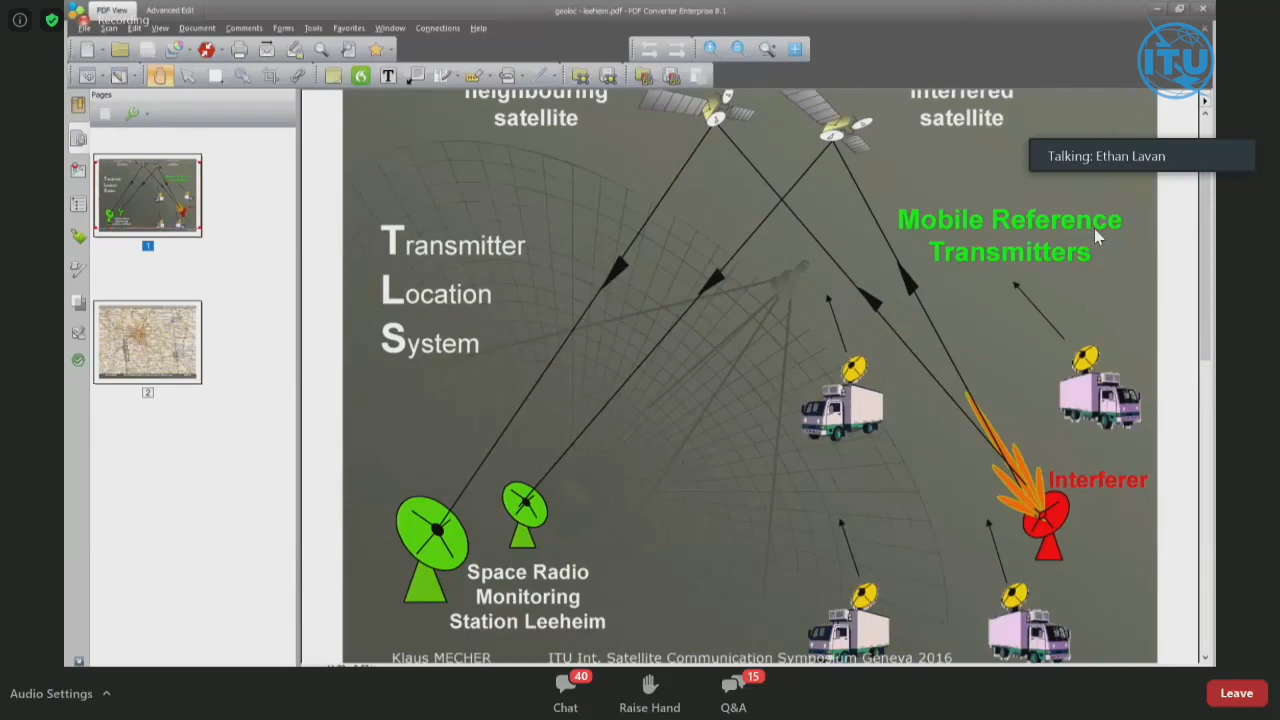 PDF View
Advanced Edit
geoloc - leeheim.pdf - PDF Converter Enterprise 8.1
Recording
File Scan Edit View Document Comments Forms Tools Favorites Window Connections Help
ITU
Pages
neighbouring
satellite
interfered
satellite
Talking: Ethan Lavan
Mobile Reference
Transmitters
Transmitter
Location
System
1
2
Interferer
Space Radio
Monitoring
Station Leeheim
Klaus MECHER
ITU Int. Satellite Communication Symposium Geneva 2016
Audio Settings
40
Chat
Raise Hand
15
Q&A
Leave